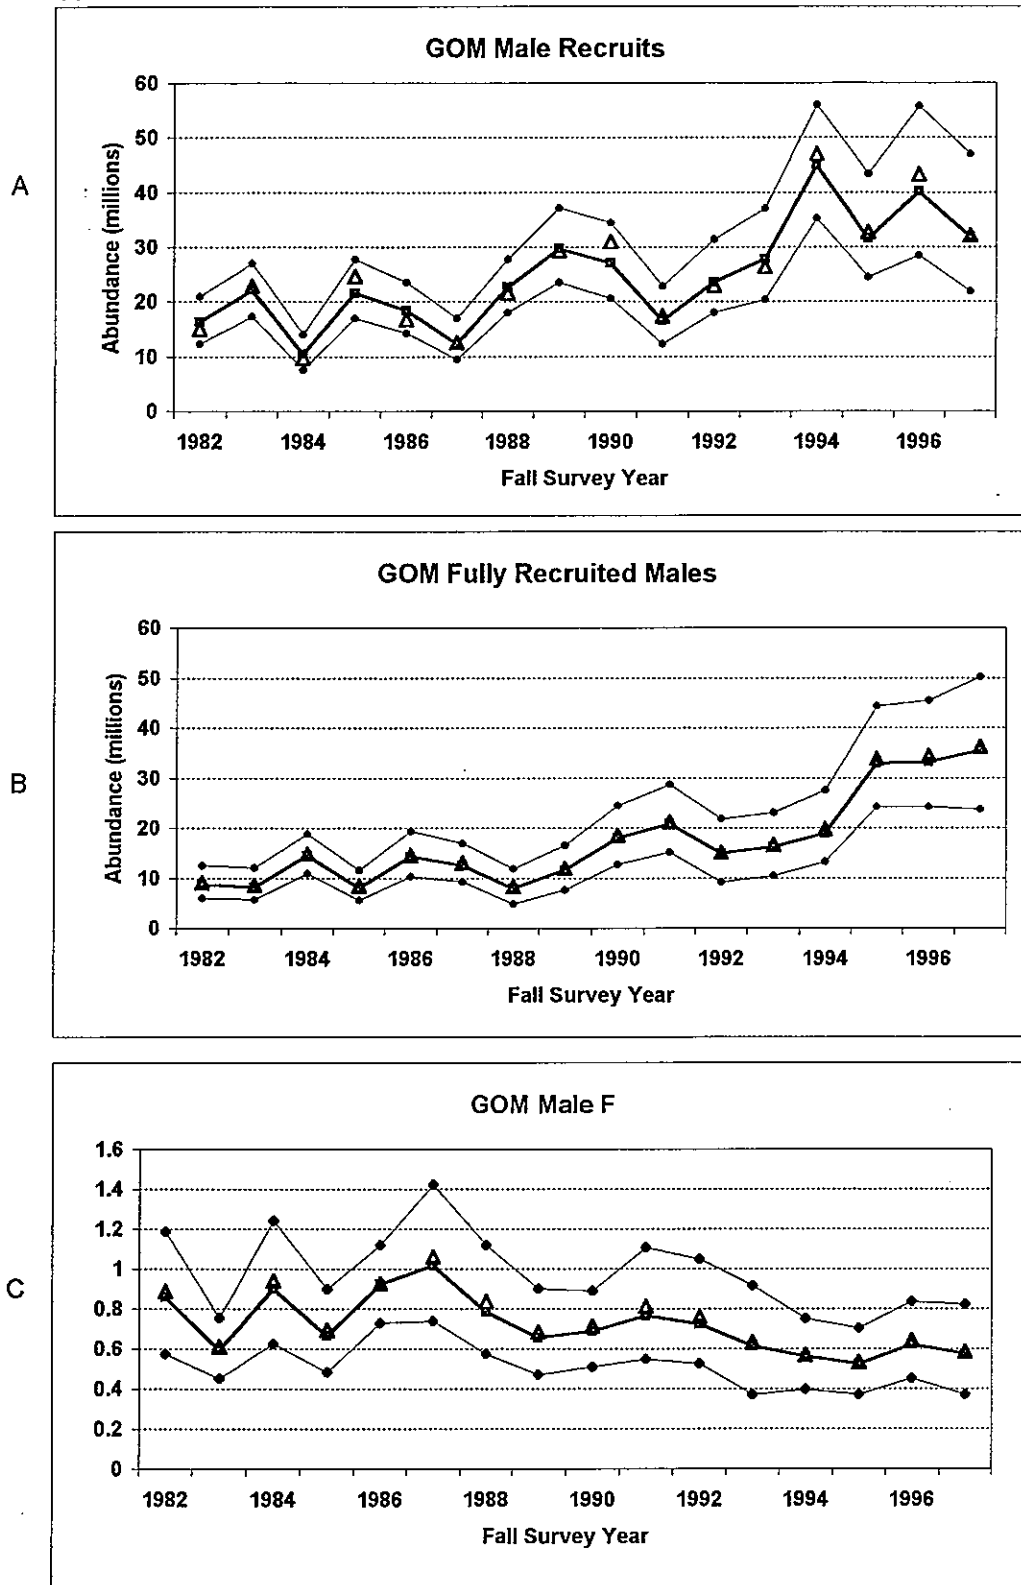 GOM Male Recruits
A
Abundance (millions)
60
50
40
30
20
10
0
1982 1984 1986 1988 1990 1992 1994 1996
Fall Survey Year
GOM Fully Recruited Males
B
Abundance (millions)
60
50
40
30
20
10
0
1982 1984 1986 1988 1990 1992 1994 1996
Fall Survey Year
GOM Male F
C
1.6
1.4
1.2
1
0.8
0.6
0.4
0.2
0
1982 1984 1986 1988 1990 1992 1994 1996
Fall Survey Year